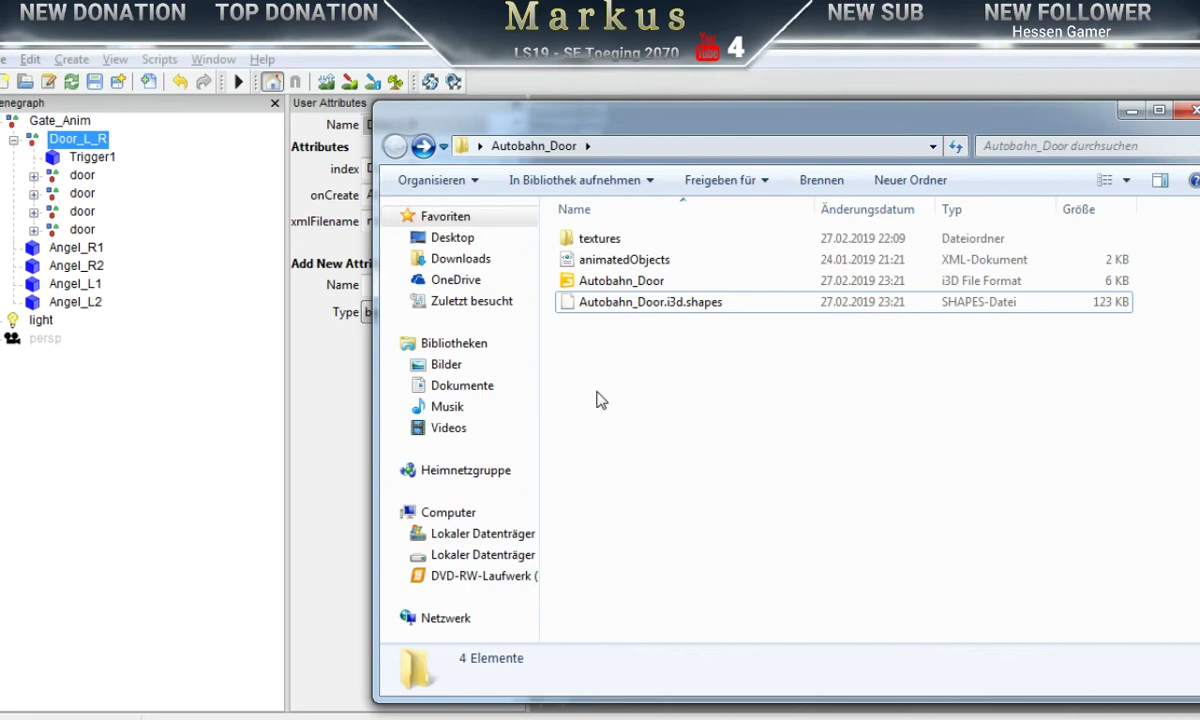 NEW DONATION
TOP DONATION
Markus
NEW SUB
NEW FOLLOWER
Hessen Gamer
LS19 - SE Toeging 2070
You
Tube
4
Edit Create View Scripts Window Help
enegraph
Gate_Anim
Door_L_R
Trigger1
door
door
door
door
Angel_R1
Angel_R2
Angel_L1
Angel_L2
light
persp
User Attributes
Name
Attributes
index
onCreate
xmlFilename
Add New Attri
Name
Type
Autobahn_Door
Autobahn_Door durchsuchen
Organisieren
In Bibliothek aufnehmen
Freigeben für
Brennen
Neuer Ordner
Favoriten
Desktop
Downloads
OneDrive
Zuletzt besucht
Bibliotheken
Bilder
Dokumente
Musik
Videos
Heimnetzgruppe
Computer
Lokaler Datenträger
Lokaler Datenträger
DVD-RW-Laufwerk (
Netzwerk
Name Änderungsdatum Typ Größe
textures 27.02.2019 22:09 Dateiordner
animatedObjects 24.01.2019 21:21 XML-Dokument 2 KB
Autobahn_Door 27.02.2019 23:21 i3D File Format 6 KB
Autobahn_Door.i3d.shapes 27.02.2019 23:21 SHAPES-Datei 123 KB
4 Elemente